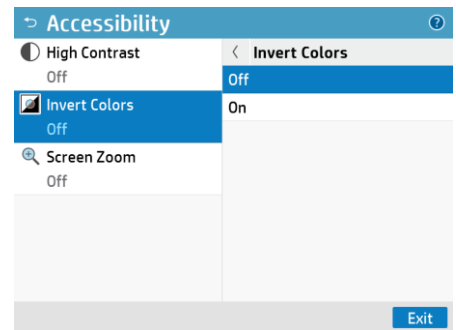 Accessibility
High Contrast
Off
Invert Colors
Off
Screen Zoom
Off
Invert Colors
Off
On
Exit